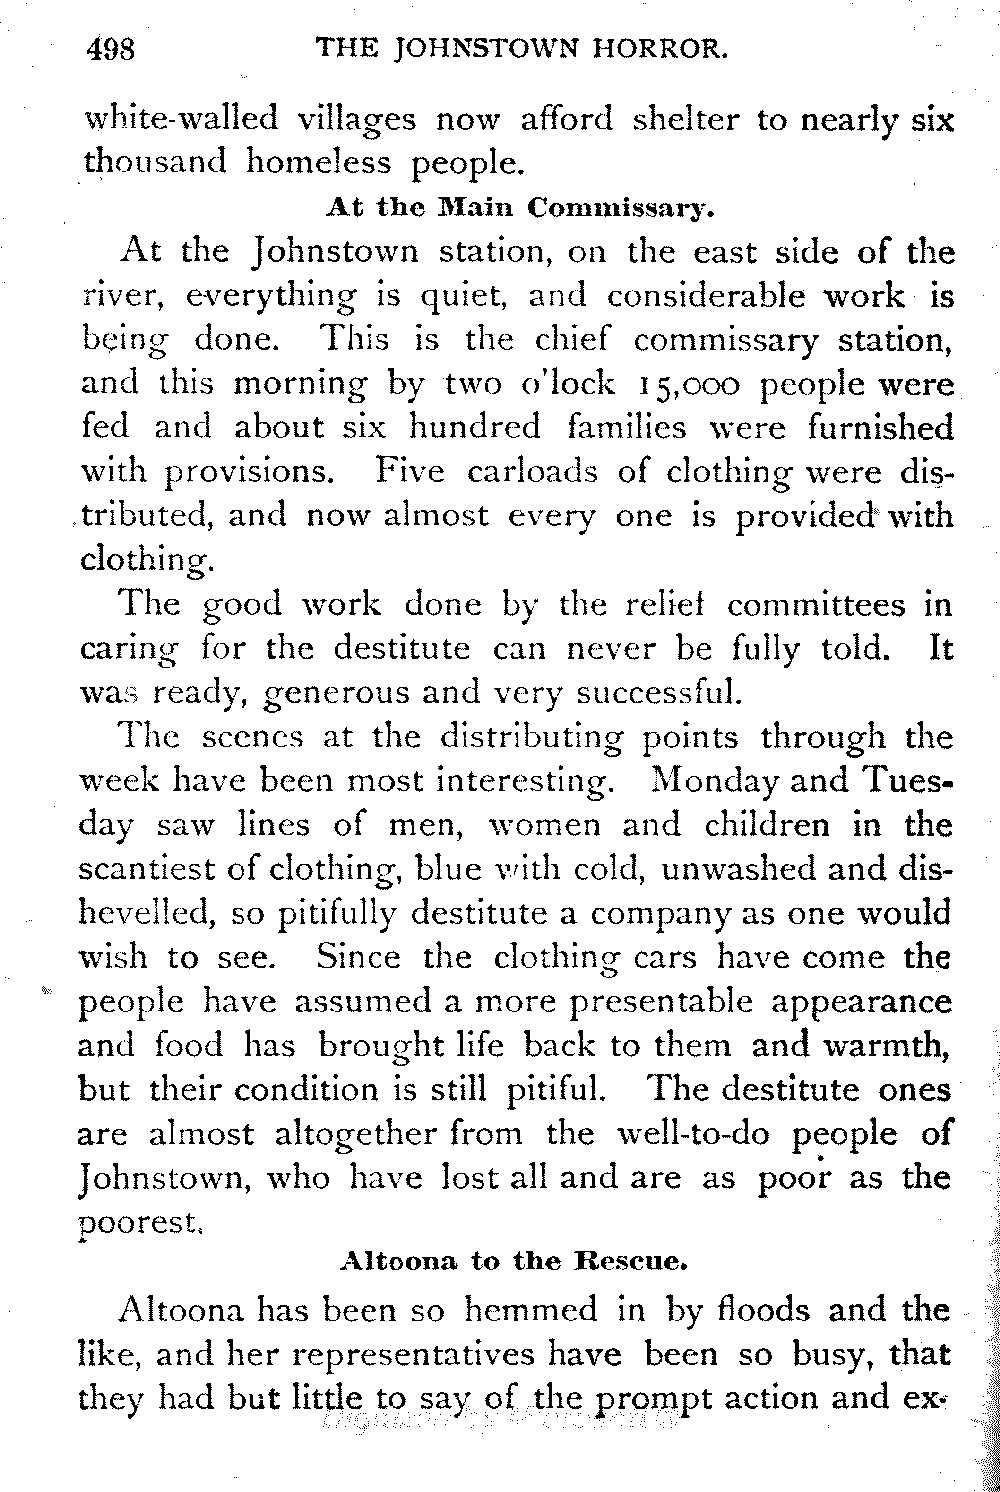 498 THE JOHNSTOWN HORROR.
white-walled villages now afford shelter to nearly six
thousand homeless people.
At the Main Commissary.
At the Johnstown station, on the east side of the
river, everything is quiet, and considerable work is
being done. This is the chief commissary station,
and this morning by two o'lock 15,000 people were
fed and about six hundred families were furnished
with provisions. Five carloads of clothing were dis-
tributed, and now almost every one is provided with
clothing.
The good work done by the relief committees in
caring for the destitute can never be fully told. It
was ready, generous and very successful.
The scenes at the distributing points through the
week have been most interesting. Monday and Tues-
day saw lines of men, women and children in the
scantiest of clothing, blue with cold, unwashed and dis-
hevelled, so pitifully destitute a company as one would
wish to see. Since the clothing cars have come the
people have assumed a more presentable appearance
and food has brought life back to them and warmth,
but their condition is still pitiful. The destitute ones
are almost altogether from the well-to-do people of
Johnstown, who have lost all and are as poor as the
poorest.
Altoona to the Rescue.
Altoona has been so hemmed in by floods and the
like, and her representatives have been so busy, that
they had but little to say of the prompt action and ex-